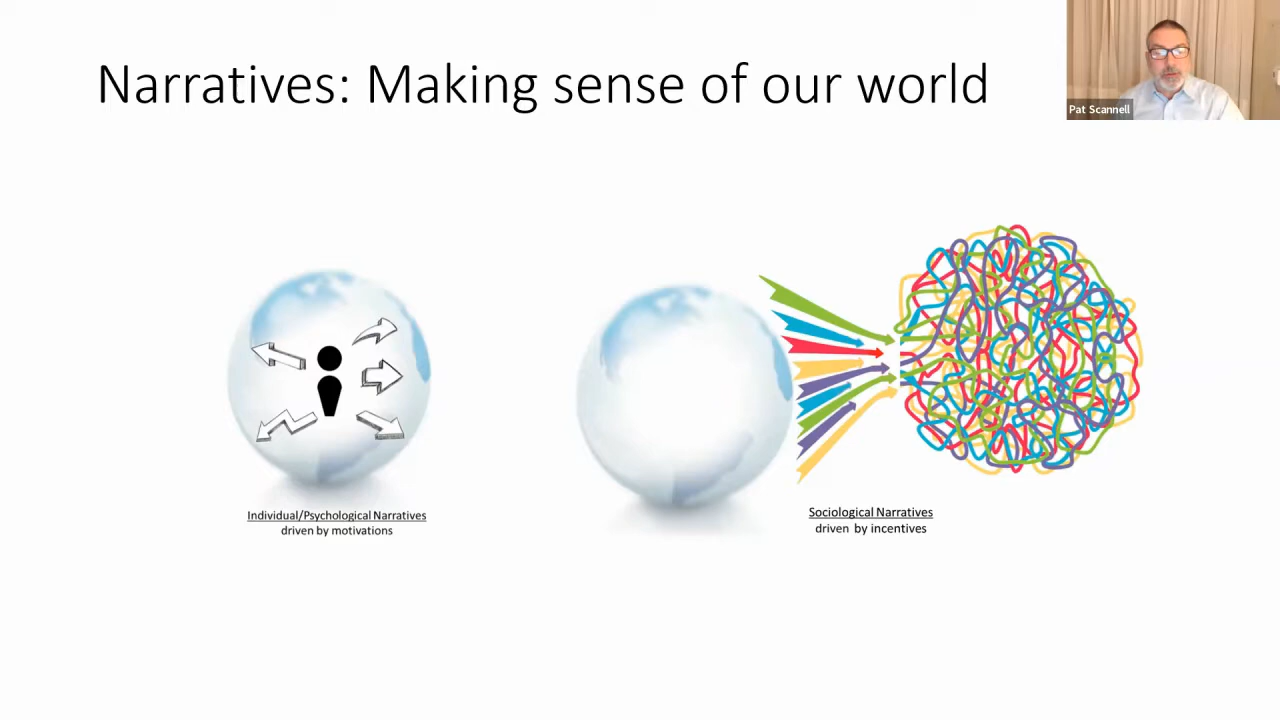 Narratives: Making sense of our world
Pat Scannell
Individual/Psychological Narratives
driven by motivations
Sociological Narratives
driven by incentives